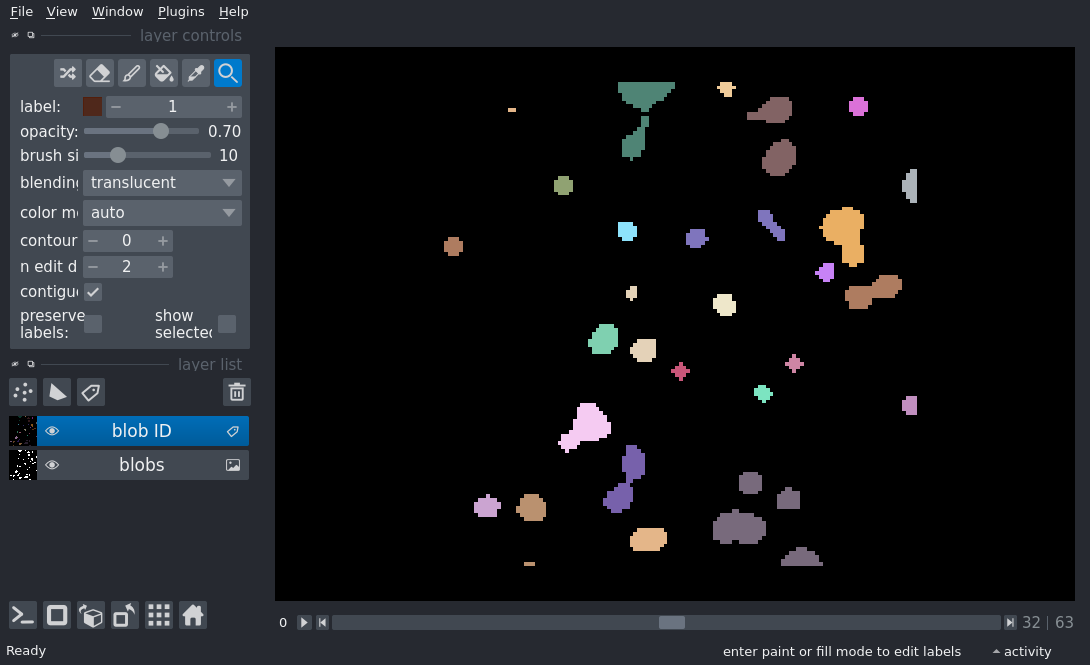 File View Window Plugins Help
layer controls
label: 1
opacity: 0.70
brush si 10
blending translucent
color m auto
contour 0
n edit d 2
contigu
preserve labels:
show selected
layer list
blob ID
blobs
0 32 | 63
Ready enter paint or fill mode to edit labels activity